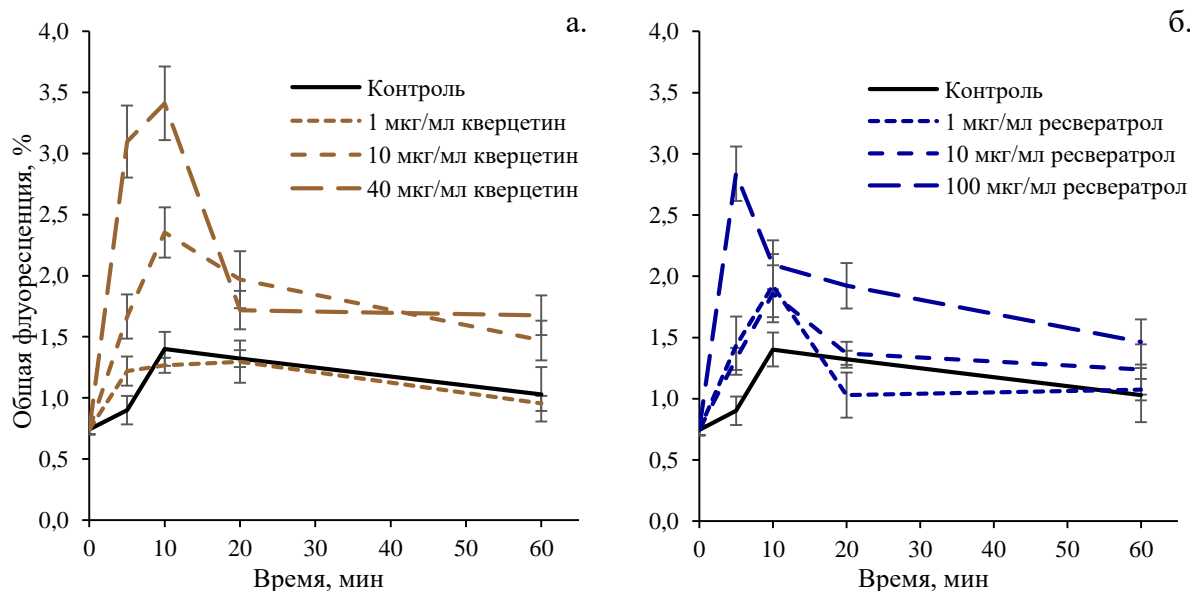 а.
Общая флуоресценция, %
4,0
3,5
3,0
2,5
2,0
1,5
1,0
0,5
0,0
Контроль
1 мкг/мл кверцетин
10 мкг/мл кверцетин
40 мкг/мл кверцетин
0 10 20 30 40 50 60
Время, мин
б.
4,0
3,5
3,0
2,5
2,0
1,5
1,0
0,5
0,0
Контроль
1 мкг/мл ресвератрол
10 мкг/мл ресвератрол
100 мкг/мл ресвератрол
0 10 20 30 40 50 60
Время, мин